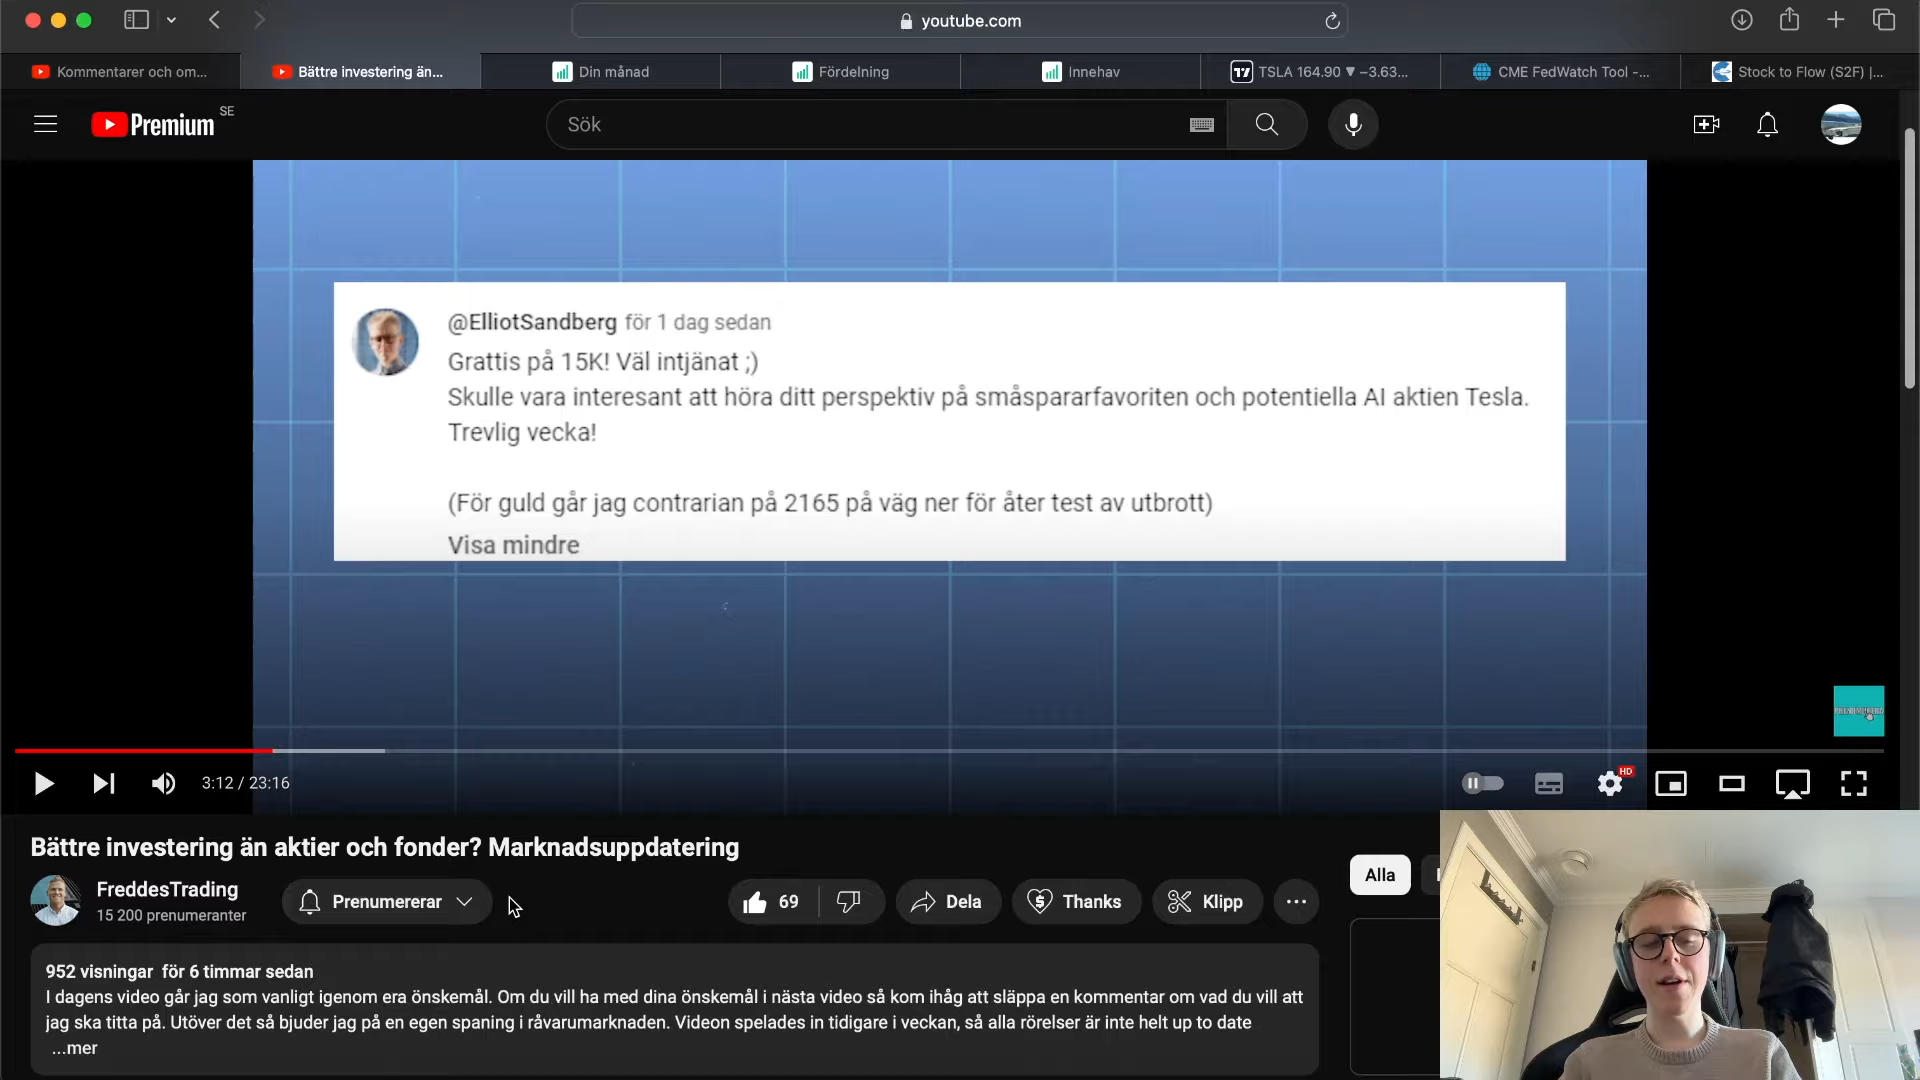 youtube.com
Kommentarer och om...
Bättre investering än...
Din månad
Fördelning
Innehav
TSLA 164.90 ▼ −3.63...
CME FedWatch Tool -...
Stock to Flow (S2F) |...
Premium SE
Sök
@ElliotSandberg för 1 dag sedan
Grattis på 15K! Väl intjänat ;)
Skulle vara interesant att höra ditt perspektiv på småspararfavoriten och potentiella AI aktien Tesla.
Trevlig vecka!
(För guld går jag contrarian på 2165 på väg ner för åter test av utbrott)
Visa mindre
3:12 / 23:16
HD
Bättre investering än aktier och fonder? Marknadsuppdatering
FreddesTrading
15 200 prenumeranter
Prenumererar
69
Dela
Thanks
Klipp
Alla
952 visningar för 6 timmar sedan
I dagens video går jag som vanligt igenom era önskemål. Om du vill ha med dina önskemål i nästa video så kom ihåg att släppa en kommentar om vad du vill att
jag ska titta på. Utöver det så bjuder jag på en egen spaning i råvarumarknaden. Videon spelades in tidigare i veckan, så alla rörelser är inte helt up to date
...mer